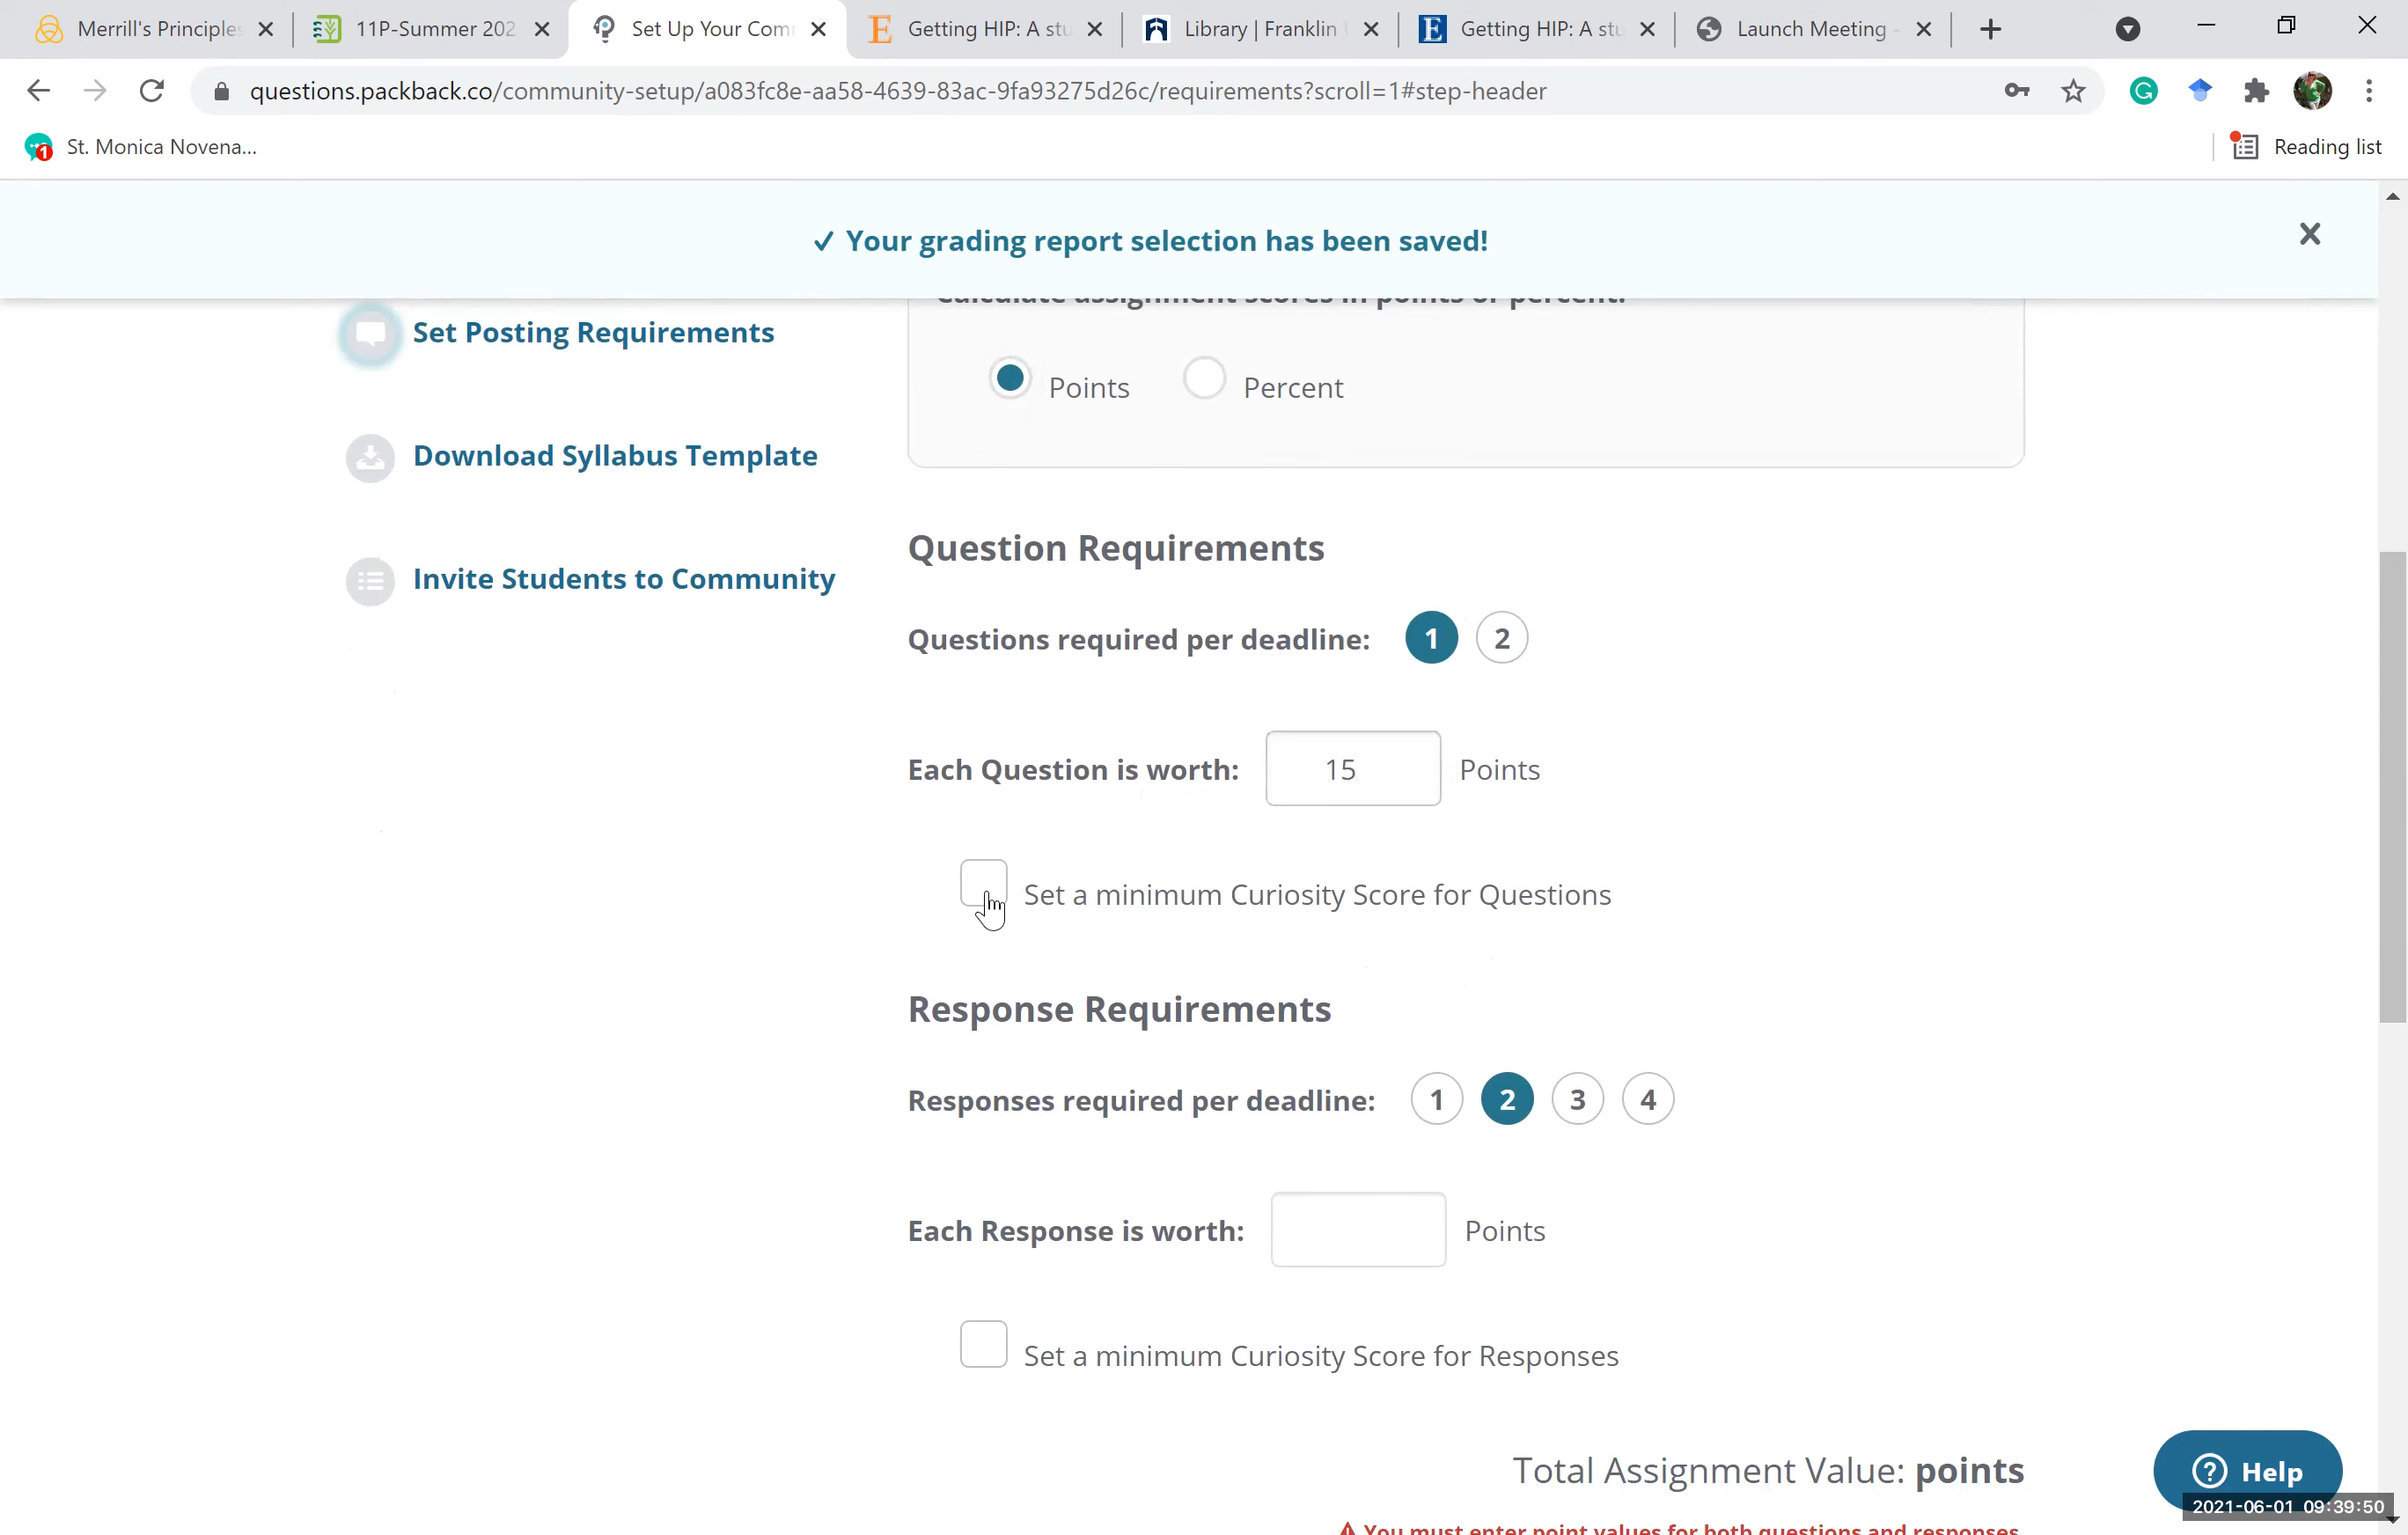 Merrill's Principles
11P-Summer 202
Set Up Your Com
Getting HIP: A stu
Library | Franklin
Getting HIP: A stu
Launch Meeting -
questions.packback.co/community-setup/a083fc8e-aa58-4639-83ac-9fa93275d26c/requirements?scroll=1#step-header
1 St. Monica Novena...
Reading list
✓ Your grading report selection has been saved!
Calculate assignment scores in points or percent:
Set Posting Requirements
Points Percent
Download Syllabus Template
Invite Students to Community
Question Requirements
Questions required per deadline: 1 2
Each Question is worth: 15 Points
Set a minimum Curiosity Score for Questions
Response Requirements
Responses required per deadline: 1 2 3 4
Each Response is worth: Points
Set a minimum Curiosity Score for Responses
Total Assignment Value: points
Help
2021-06-01 09:39:50
You must enter point values for both questions and responses